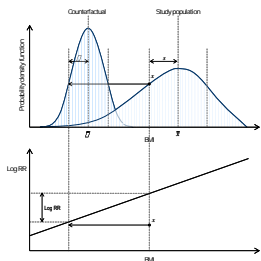 Counterfactual
Study population
Probability density function
x
x
BMI
Log RR
Log RR
x
BMI